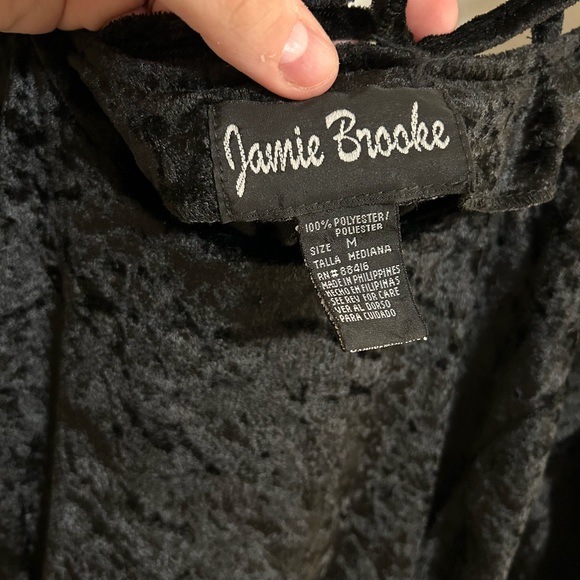 Jamie Brooke
100% POLYESTER/
POLIESTER
SIZE M
TALLA MEDIANA
RN# 88416
MADE IN PHILIPPINES
HECHO EN FILIPINAS
SEE REV FOR CARE
VER AL DORSO
PARA CUIDADO